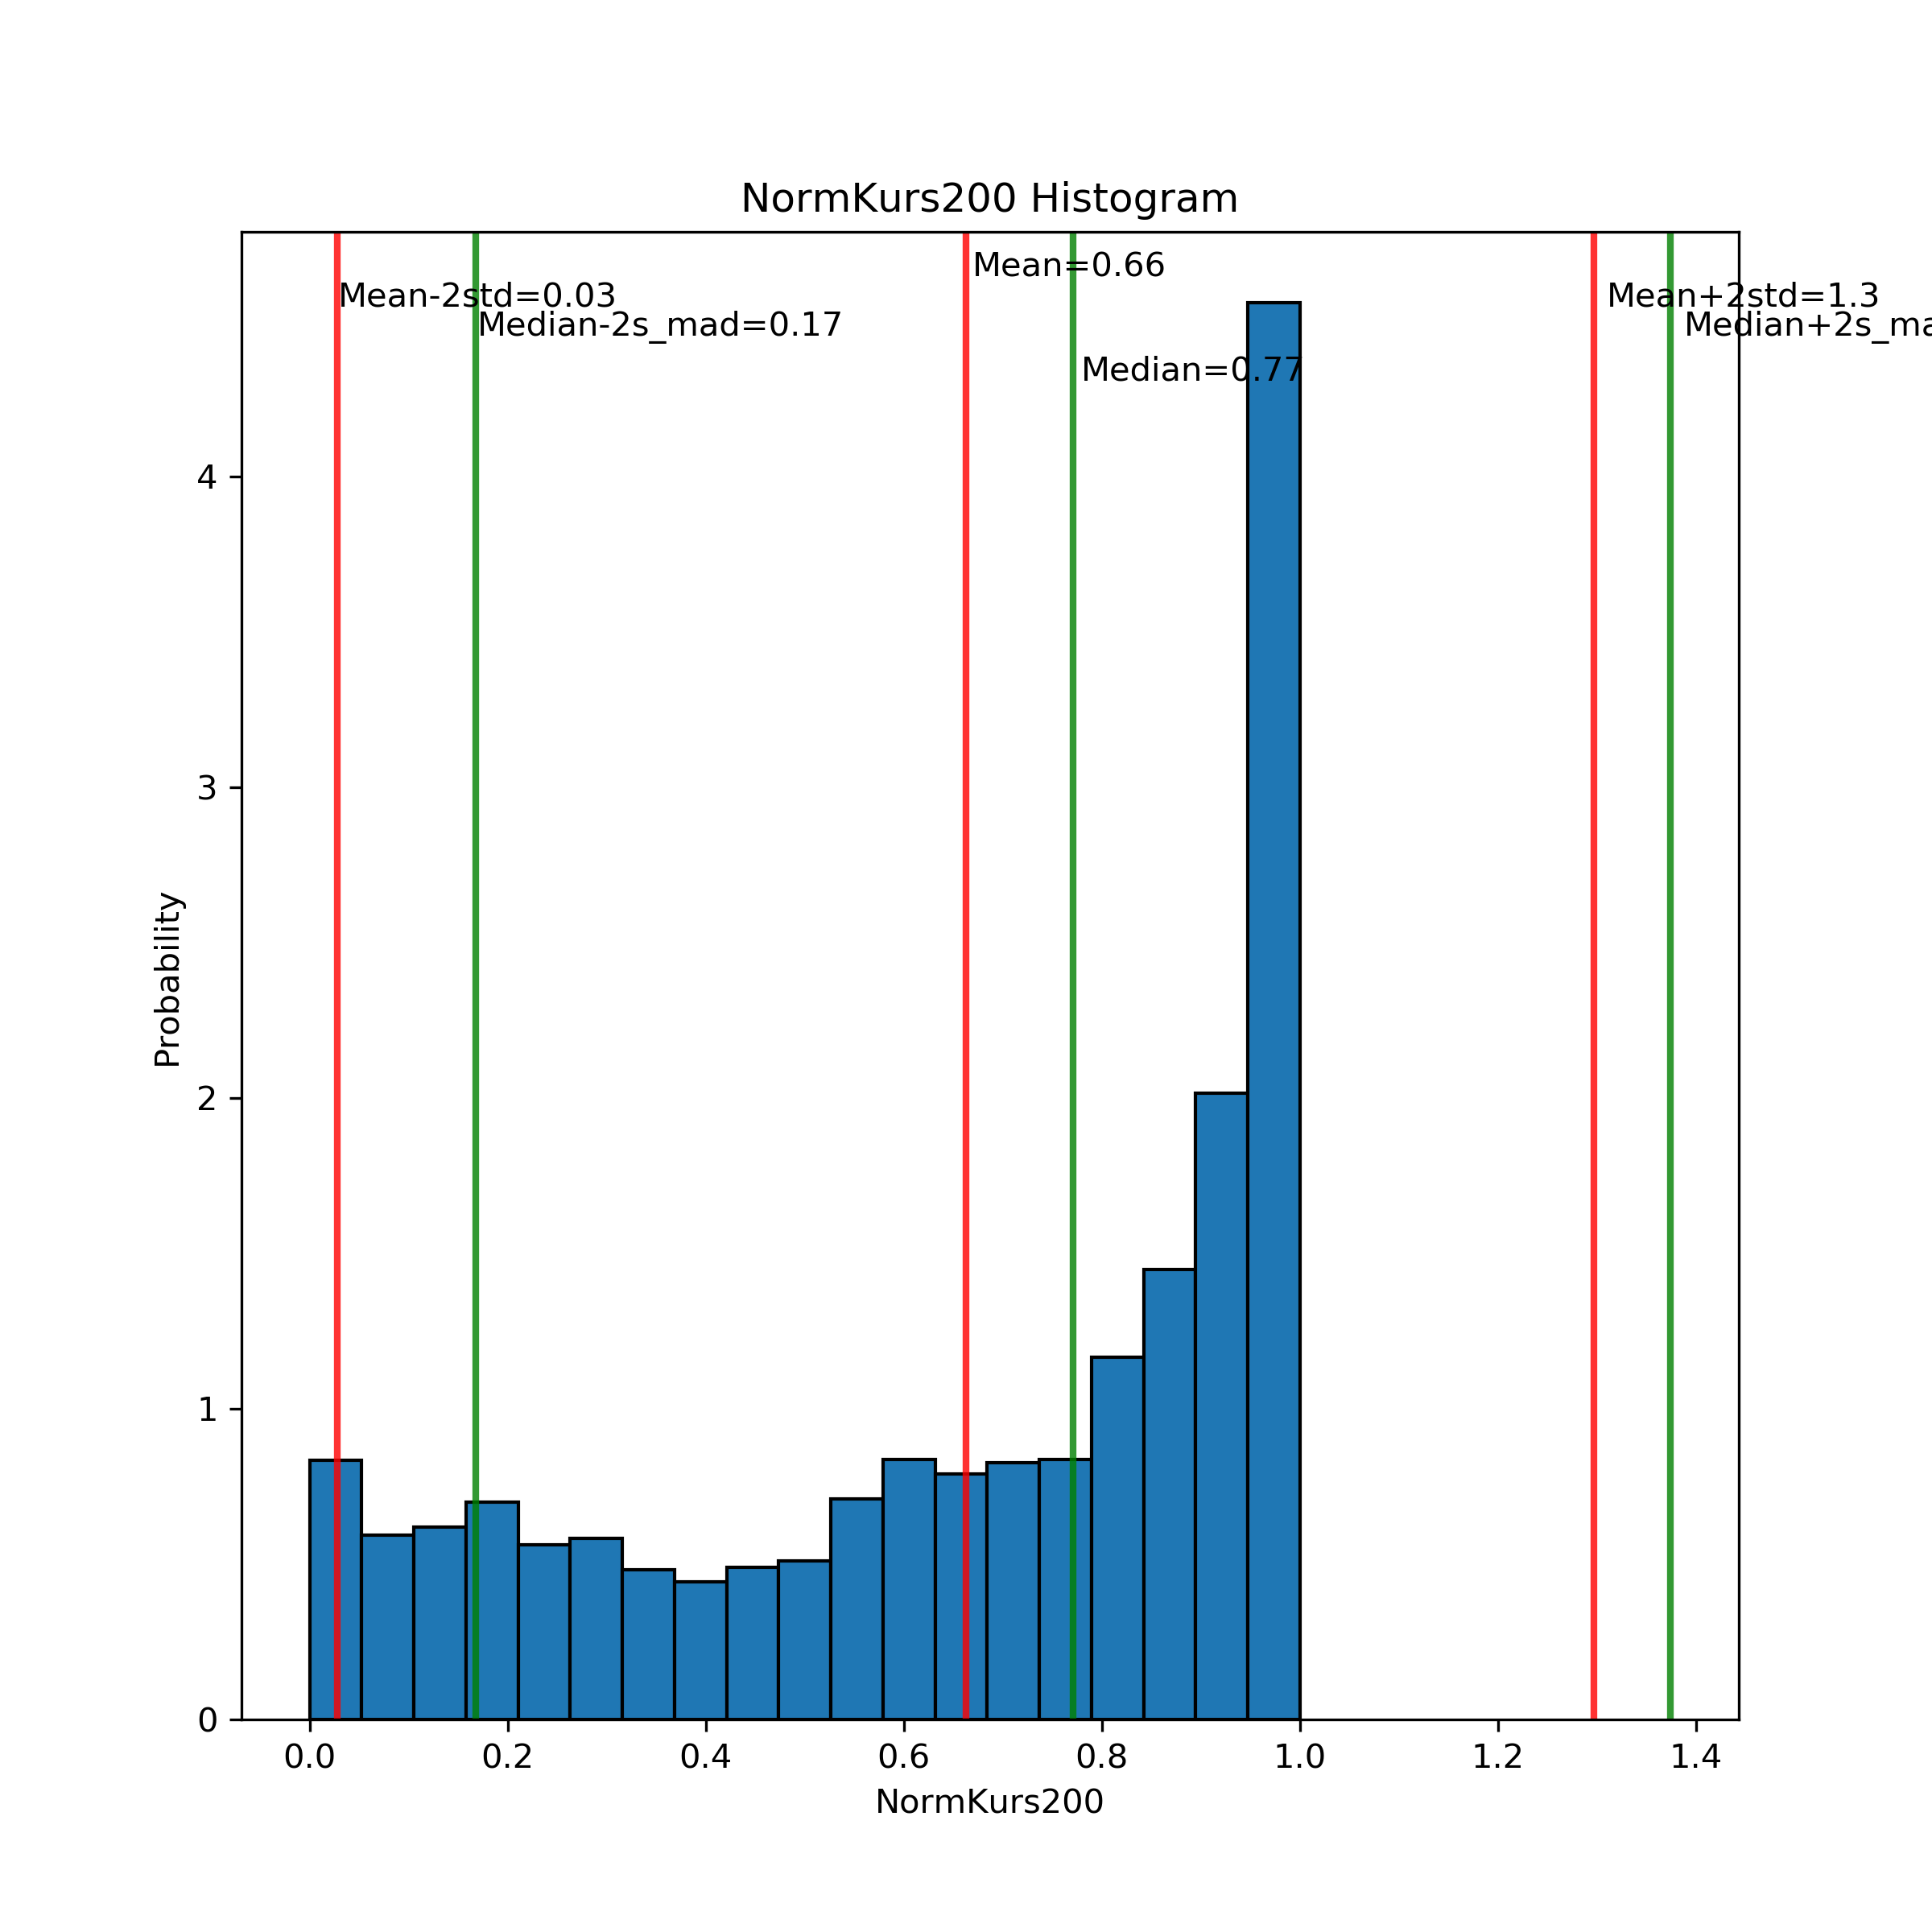 NormKurs200 Histogram
Mean=0.66
Mean-2std=0.03
Mean+2std=1.3
Median-2s_mad=0.17
Median+2s_ma
Median=0.77
4
3
2
1
0
Probability
0.0 0.2 0.4 0.6 0.8 1.0 1.2 1.4
NormKurs200